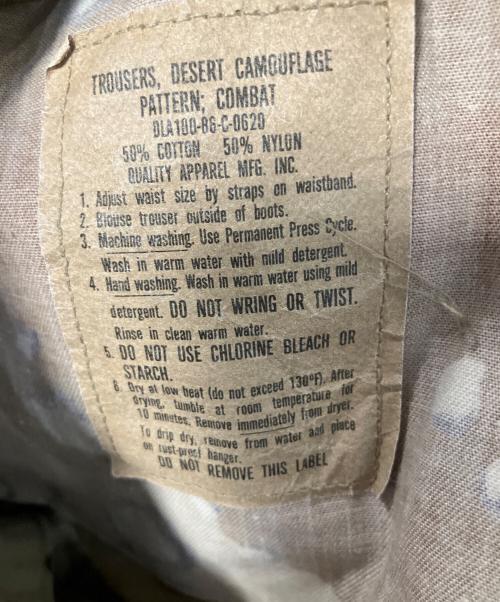 TROUSERS, DESERT CAMOUFLAGE
PATTERN; COMBAT
DLA100-86-C-0620
50% COTTON 50% NYLON
QUALITY APPAREL MFG. INC.
1. Adjust waist size by straps on waistband.
2. Blouse trouser outside of boots.
3. Machine washing. Use Permanent Press Cycle.
Wash in warm water with mild detergent.
4. Hand washing. Wash in warm water using mild
detergent. DO NOT WRING OR TWIST.
Rinse in clean warm water.
5. DO NOT USE CHLORINE BLEACH OR
STARCH.
6. Dry at low heat (do not exceed 130°F). After
drying, tumble at room temperature for
10 minutes. Remove immediately from dryer.
To drip dry, remove from water and place
on rust-proof hanger.
DO NOT REMOVE THIS LABEL